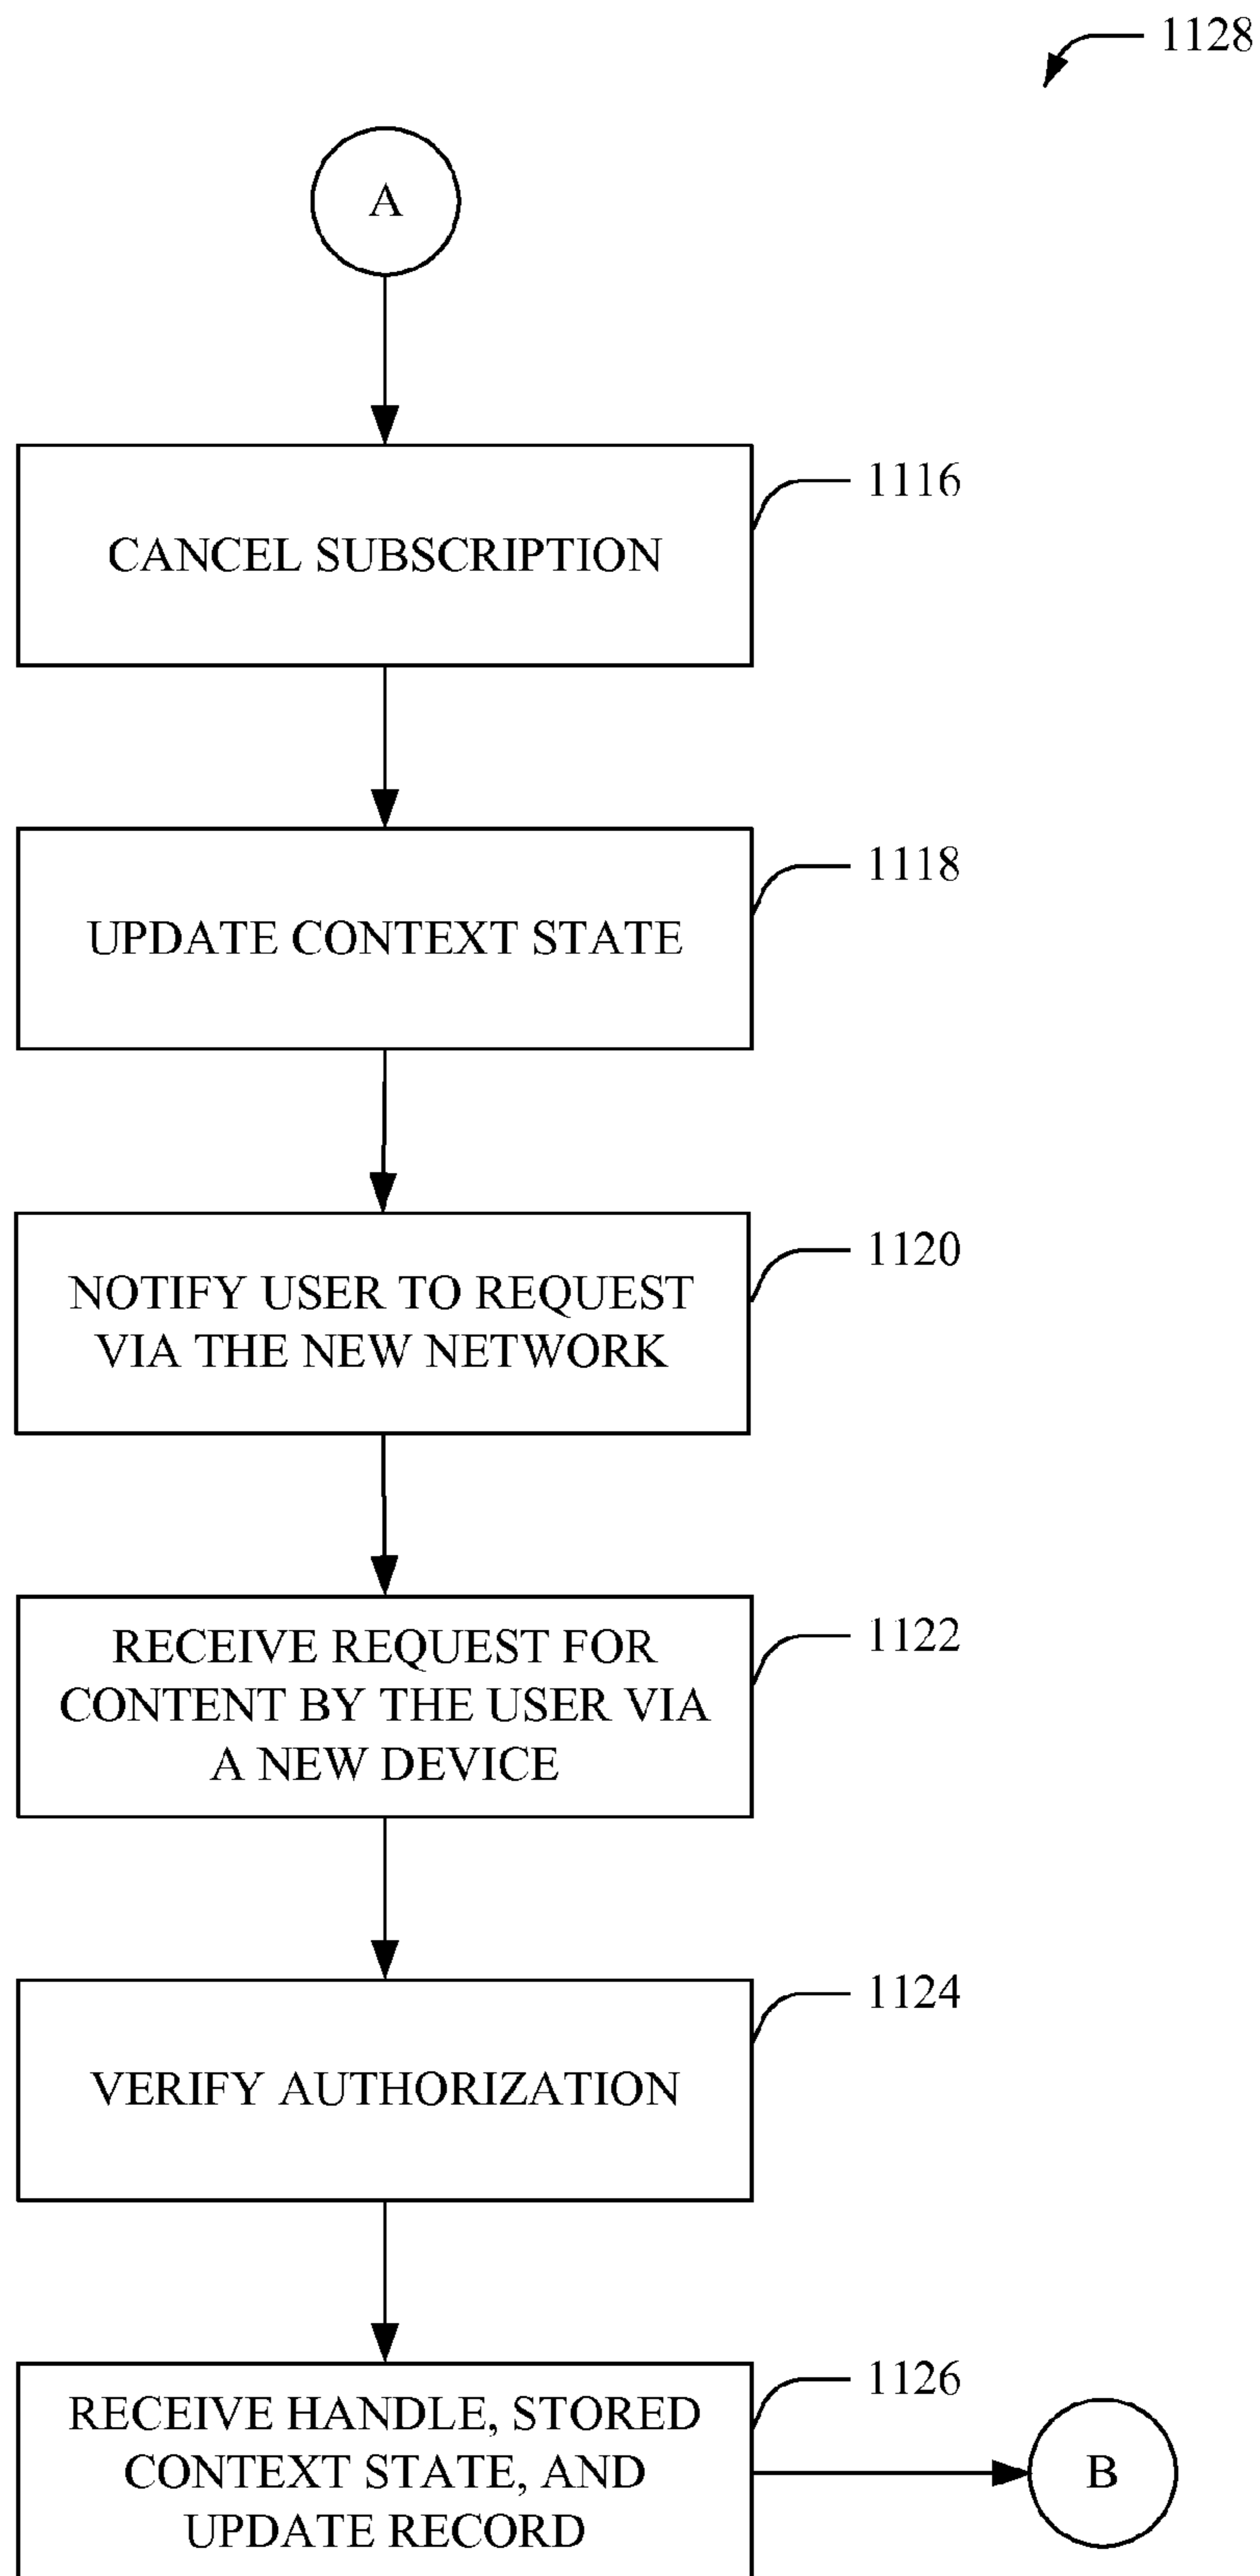 1128
A
CANCEL SUBSCRIPTION
1116
UPDATE CONTEXT STATE
1118
NOTIFY USER TO REQUEST
VIA THE NEW NETWORK
1120
RECEIVE REQUEST FOR
CONTENT BY THE USER VIA
A NEW DEVICE
1122
VERIFY AUTHORIZATION
1124
RECEIVE HANDLE, STORED
CONTEXT STATE, AND
UPDATE RECORD
1126
B